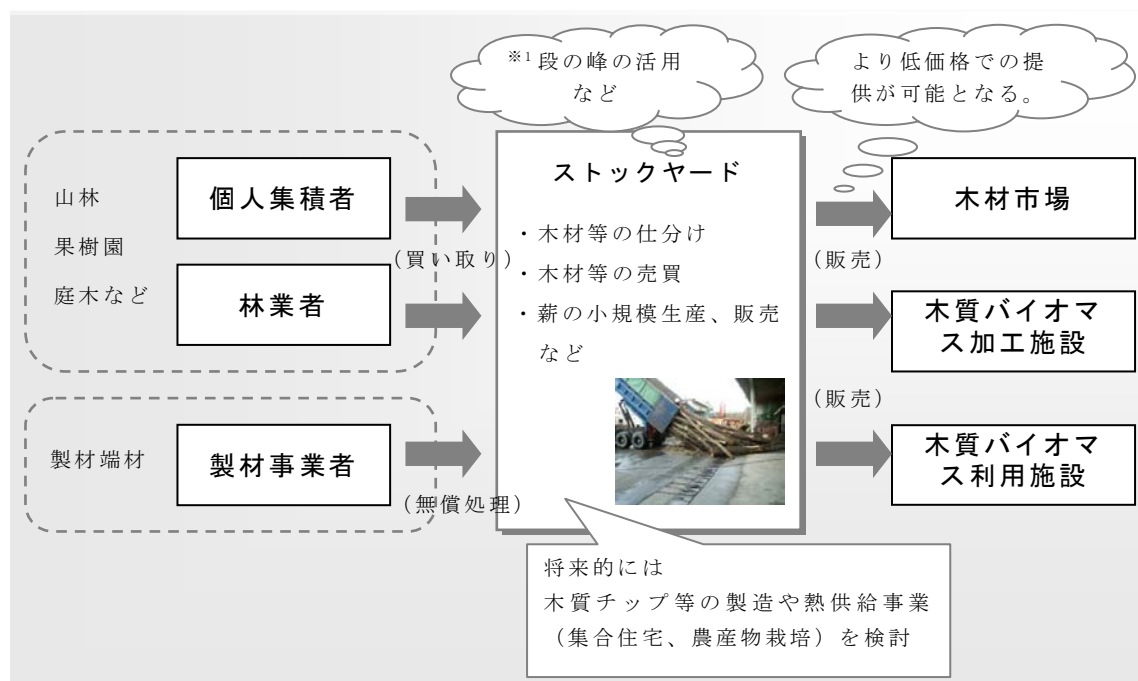 ※1段の峰の活用
など
より低価格での提
供が可能となる。
山林
果樹園
庭木など
個人集積者
林業者
(買い取り)
製材端材
製材事業者
(無償処理)
ストックヤード
・木材等の仕分け
・木材等の売買
・薪の小規模生産、販売
など
木材市場
(販売)
木質バイオマ
ス加工施設
(販売)
木質バイオマ
ス利用施設
将来的には
木質チップ等の製造や熱供給事業
（集合住宅、農産物栽培）を検討